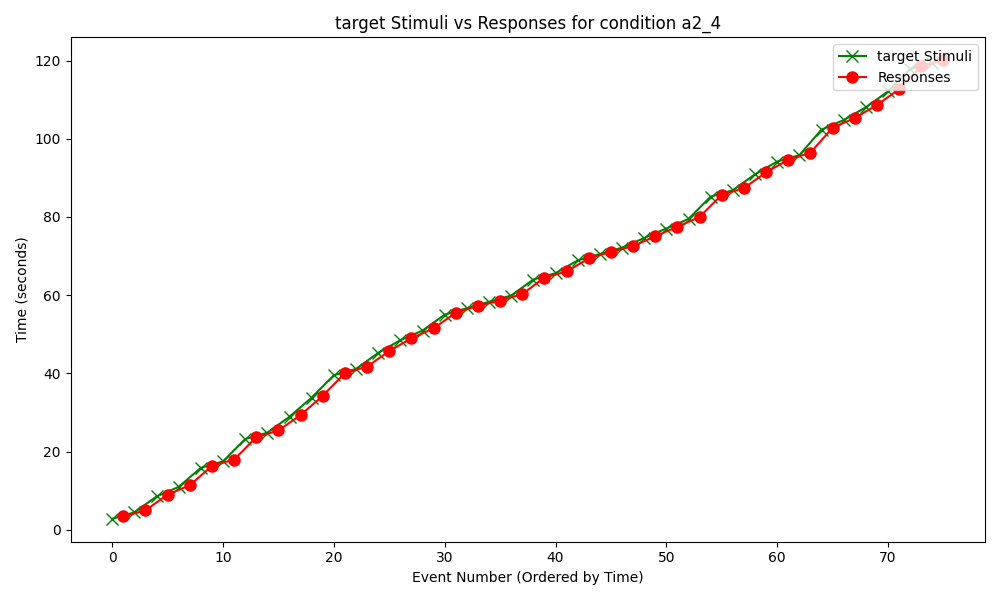 target Stimuli vs Responses for condition a2_4
target Stimuli
Responses
Time (seconds)
120
100
80
60
40
20
0
0 10 20 30 40 50 60 70
Event Number (Ordered by Time)